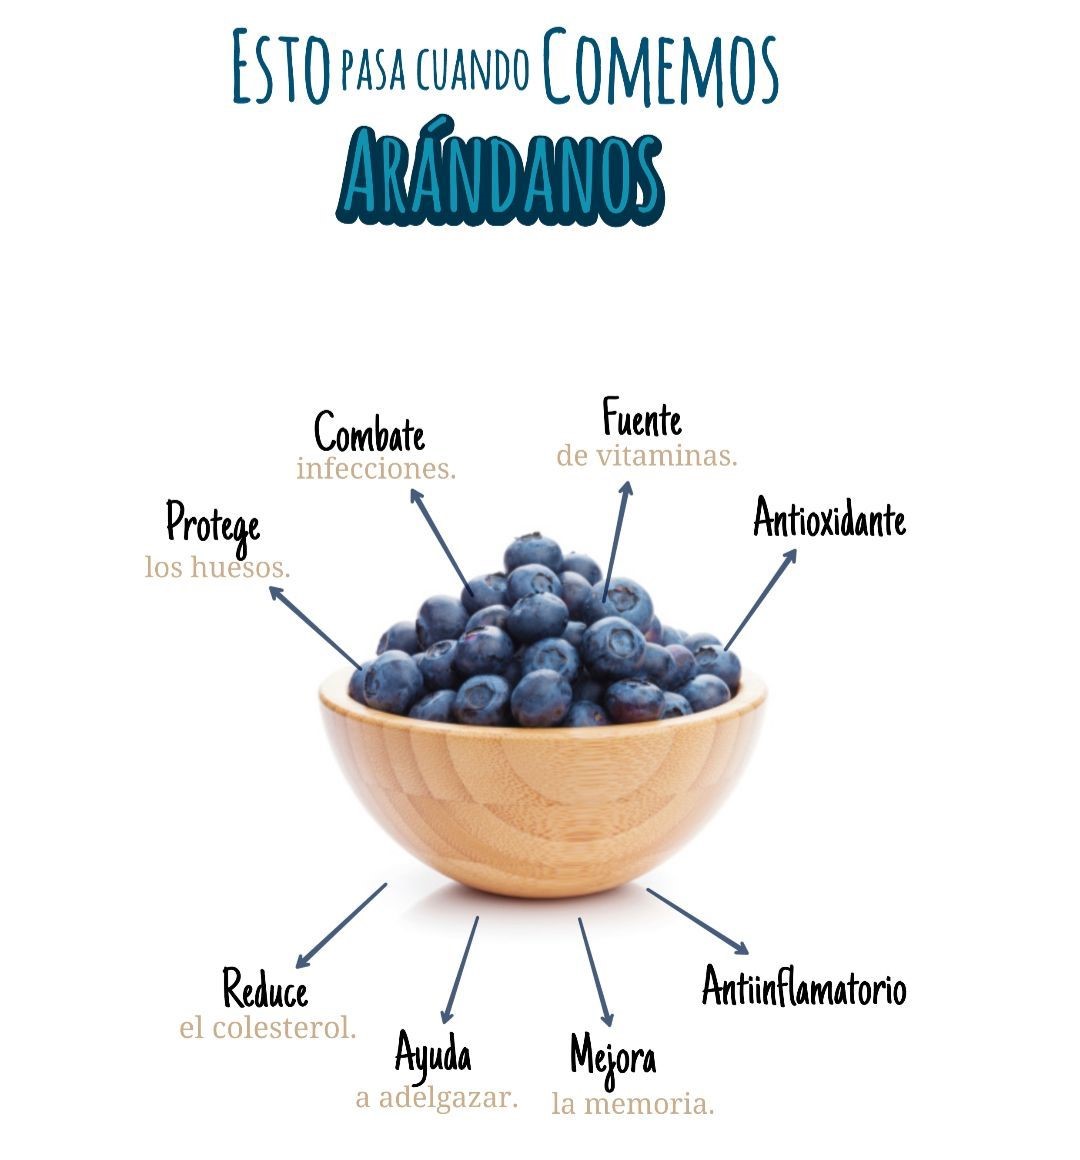 ESTO PASA CUANDO COMEMOS
ARÁNDANOS
Combate
infecciones.
Fuente
de vitaminas.
Protege
los huesos.
Antioxidante
Reduce
el colesterol.
Antiinflamatorio
Ayuda
a adelgazar.
Mejora
la memoria.